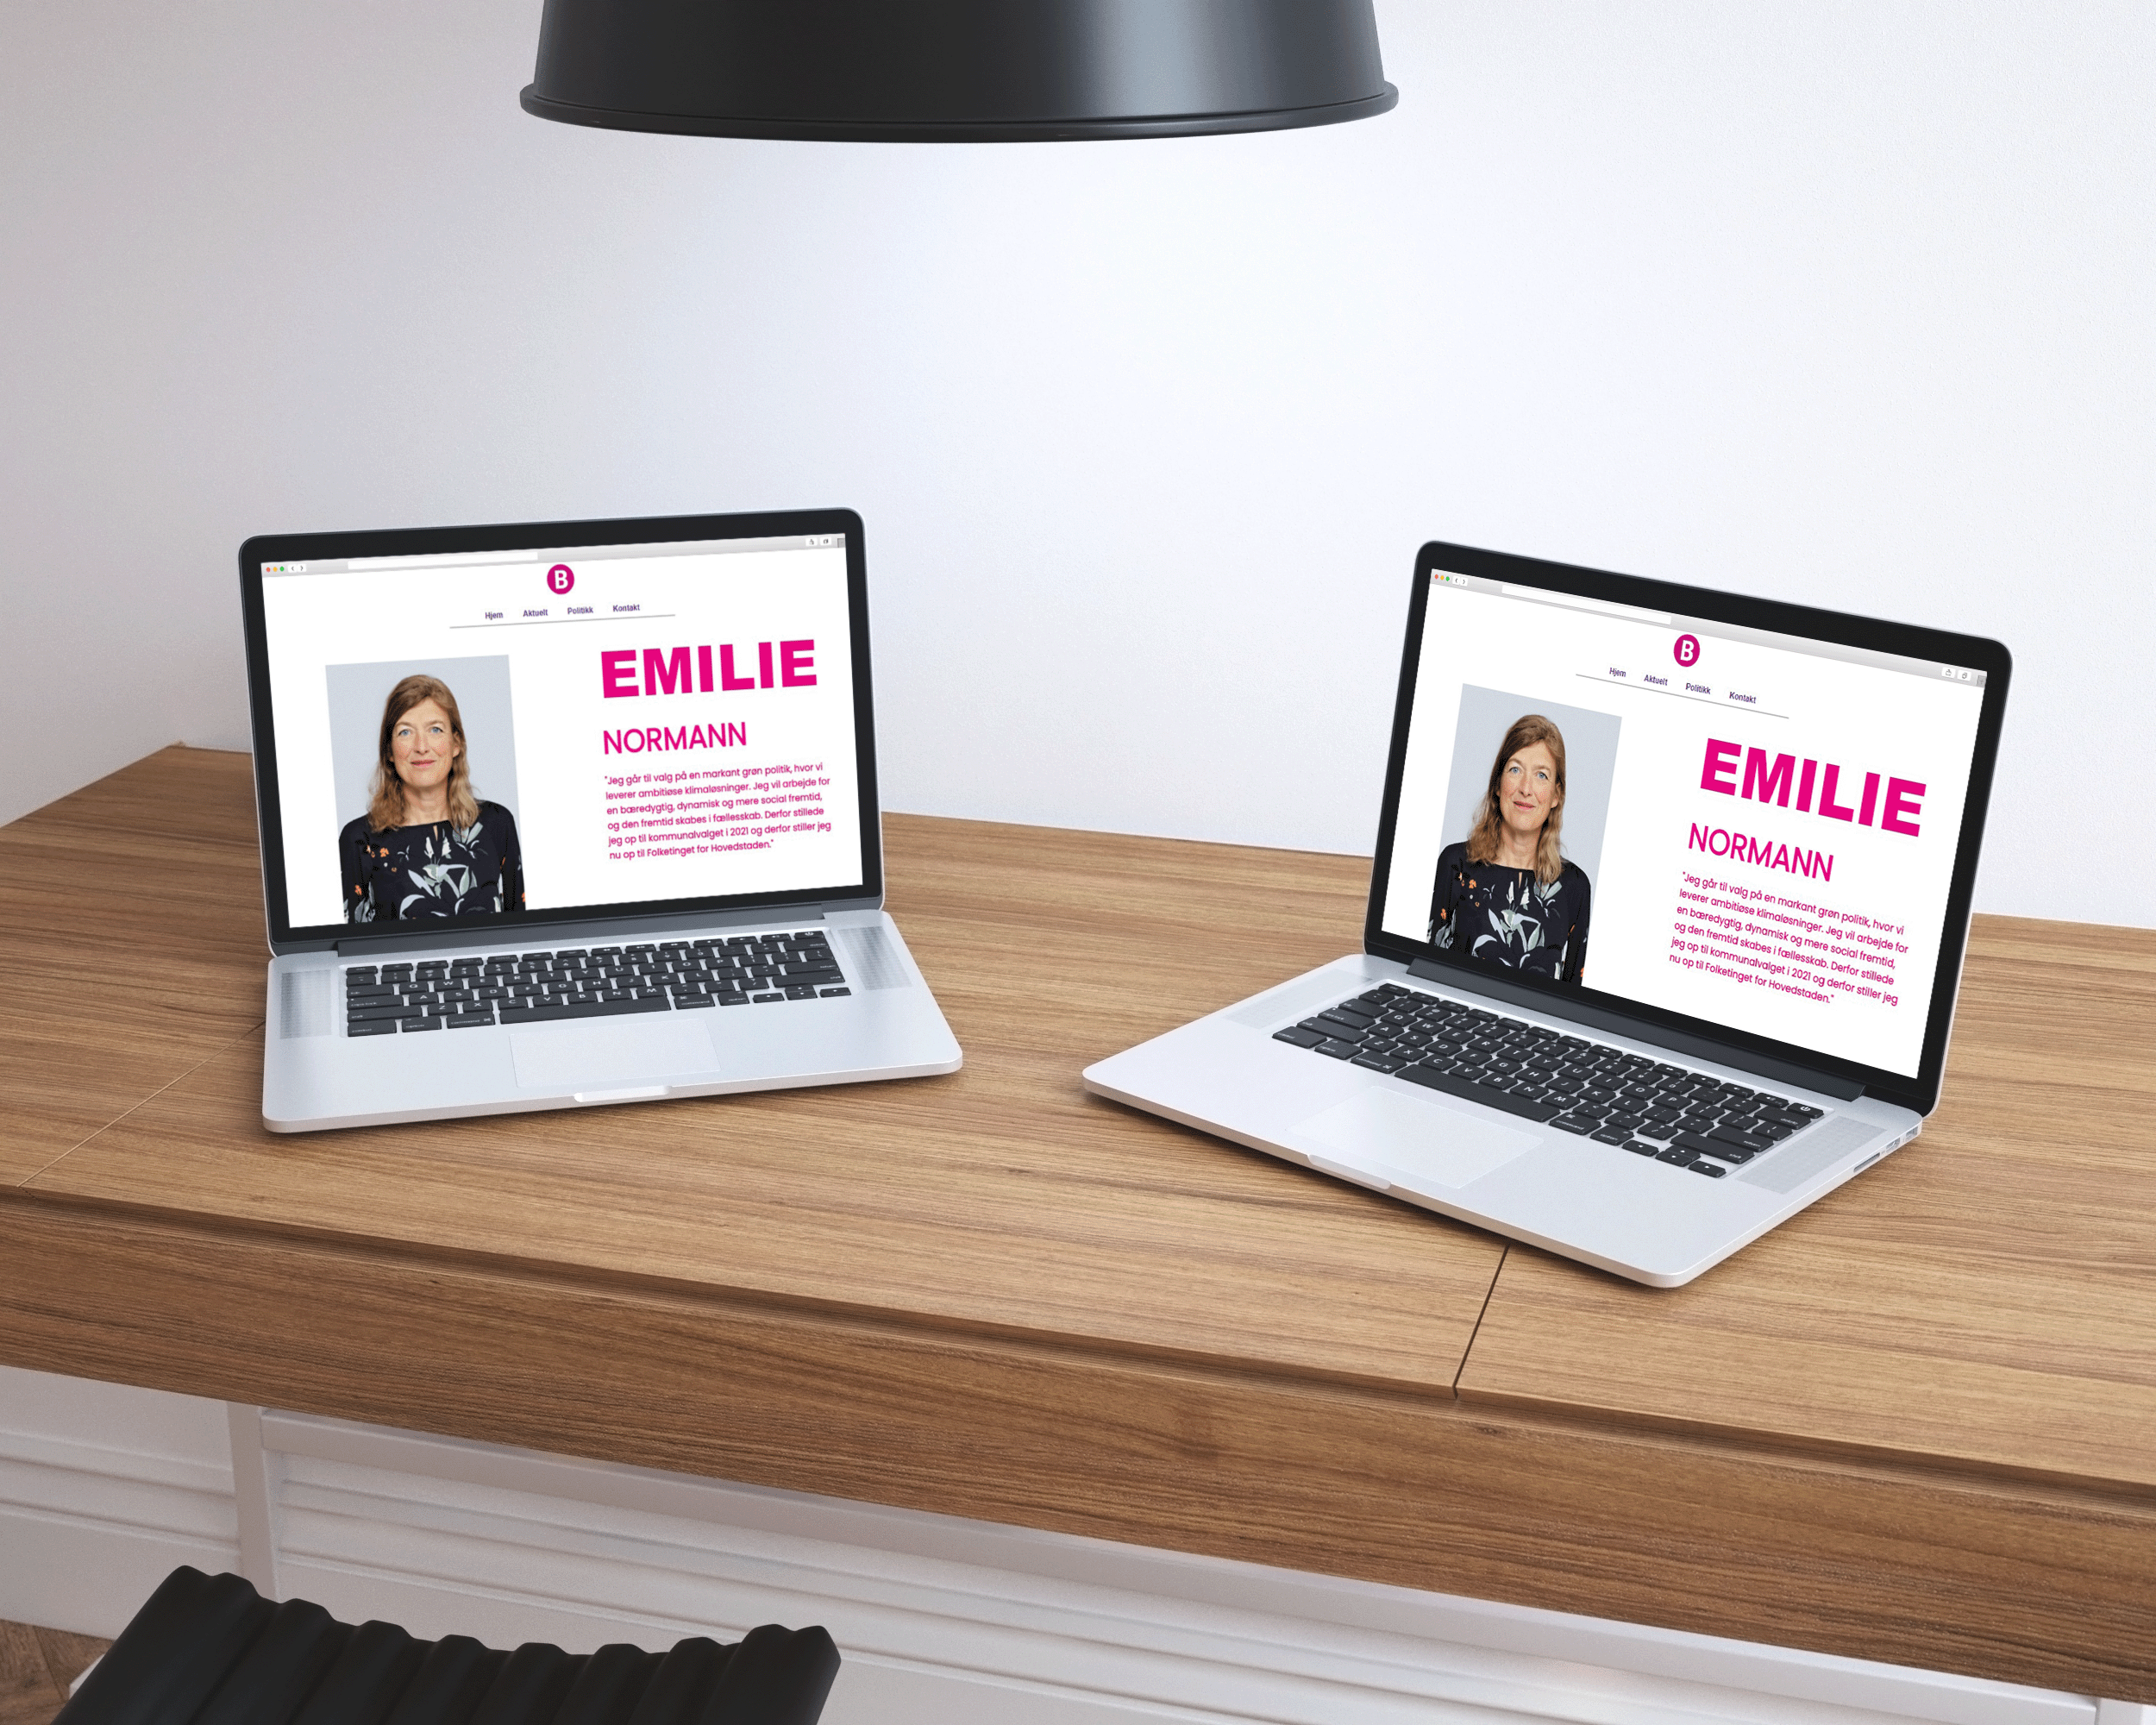 B
Hjem Aktuelt Politikk Kontakt
EMILIE
NORMANN
"Jeg går til valg på en markant grøn politik, hvor vi
leverer ambitiøse klimaløsninger. Jeg vil arbejde for
en bæredygtig, dynamisk og mere social fremtid,
og den fremtid skabes i fællesskab. Derfor stillede
jeg op til kommunalvalget i 2021 og derfor stiller jeg
nu op til Folketinget for Hovedstaden."
B
Hjem Aktuelt Politikk Kontakt
EMILIE
NORMANN
"Jeg går til valg på en markant grøn politik, hvor vi
leverer ambitiøse klimaløsninger. Jeg vil arbejde for
en bæredygtig, dynamisk og mere social fremtid,
og den fremtid skabes i fællesskab. Derfor stillede
jeg op til kommunalvalget i 2021 og derfor stiller jeg
nu op til Folketinget for Hovedstaden."